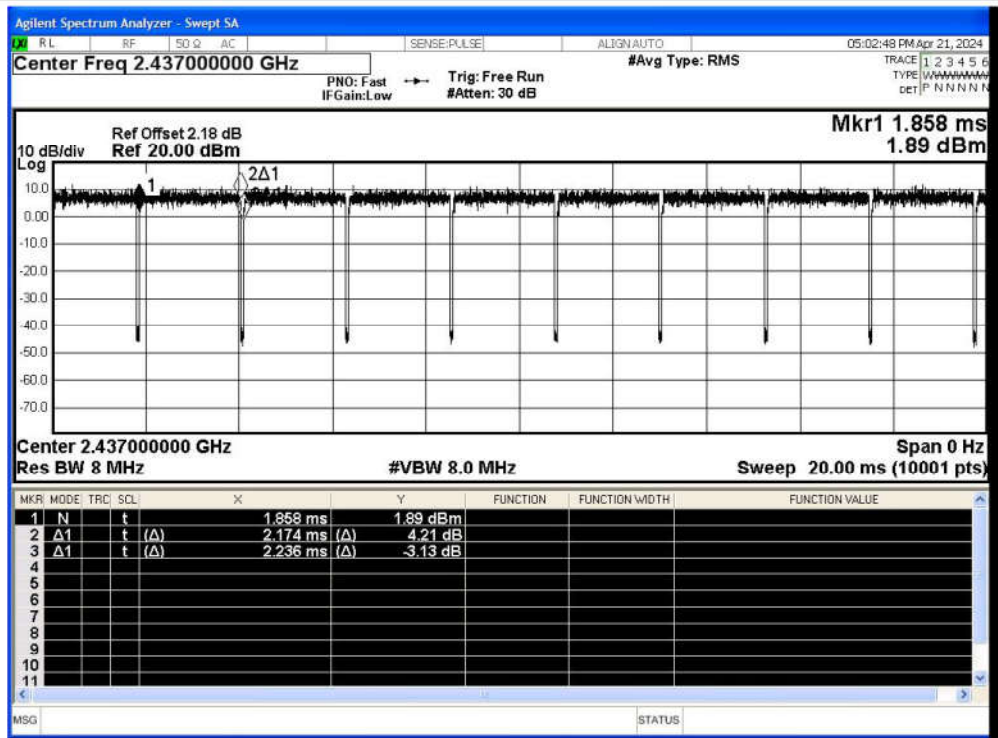 Agilent Spectrum Analyzer - Swept SA
LXI RL RF 50 Ω AC SENSE:PULSE ALIGN AUTO 05:02:48 PM Apr 21, 2024
Center Freq 2.437000000 GHz #Avg Type: RMS TRACE 1 2 3 4 5 6
PNO: Fast Trig: Free Run TYPE WWWWWW
IFGain:Low #Atten: 30 dB DET P N N N N N
Mkr1 1.858 ms
Ref Offset 2.18 dB
10 dB/div Ref 20.00 dBm 1.89 dBm
Log
2Δ1
1
10.0
0.00
-10.0
-20.0
-30.0
-40.0
-50.0
-60.0
-70.0
Center 2.437000000 GHz Span 0 Hz
Res BW 8 MHz #VBW 8.0 MHz Sweep 20.00 ms (10001 pts)
MKR MODE TRC SCL X Y FUNCTION FUNCTION WIDTH FUNCTION VALUE
1 N t 1.858 ms 1.89 dBm
2 Δ1 t (Δ) 2.174 ms (Δ) 4.21 dB
3 Δ1 t (Δ) 2.236 ms (Δ) -3.13 dB
4
5
6
7
8
9
10
11
MSG STATUS